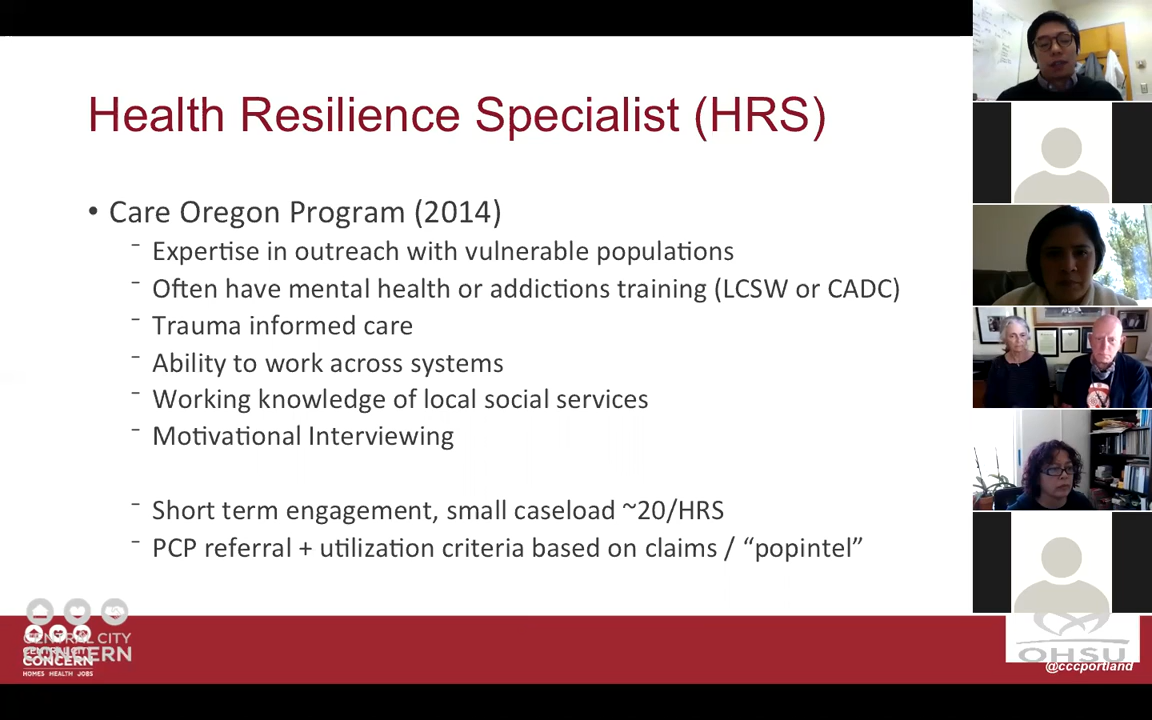 Health Resilience Specialist (HRS)
• Care Oregon Program (2014)
- Expertise in outreach with vulnerable populations
- Often have mental health or addictions training (LCSW or CADC)
- Trauma informed care
- Ability to work across systems
- Working knowledge of local social services
- Motivational Interviewing
- Short term engagement, small caseload ~20/HRS
- PCP referral + utilization criteria based on claims / “popintel”
CENTRAL CITY
CONCERN
CENTRAL CITY
CONCERN
HOMES HEALTH JOBS
OHSU
@cccportland